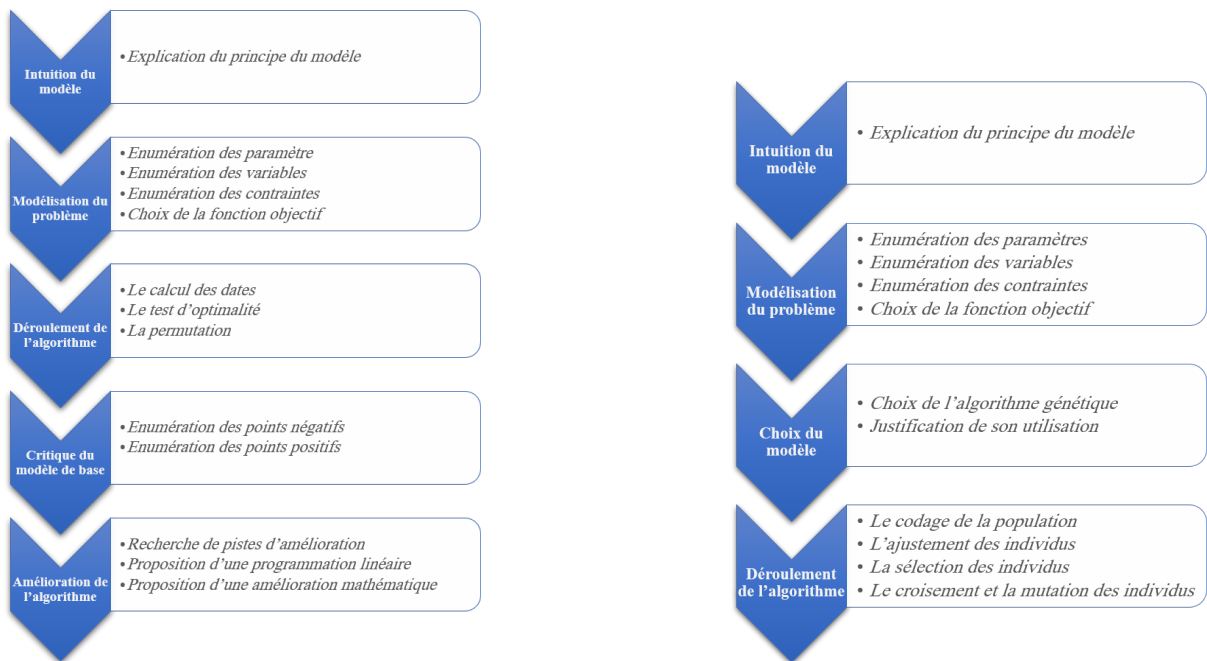 Intuition du
modèle
• Explication du principe du modèle
Modélisation du
problème
• Enumération des paramètre
• Enumération des variables
• Enumération des contraintes
• Choix de la fonction objectif
Déroulement de
l'algorithme
• Le calcul des dates
• Le test d'optimalité
• La permutation
Critique du
modèle de base
• Enumération des points négatifs
• Enumération des points positifs
Amélioration de
l'algorithme
• Recherche de pistes d'amélioration
• Proposition d'une programmation linéaire
• Proposition d'une amélioration mathématique
Intuition du
modèle
• Explication du principe du modèle
Modélisation
du problème
• Enumération des paramètres
• Enumération des variables
• Enumération des contraintes
• Choix de la fonction objectif
Choix du
modèle
• Choix de l'algorithme génétique
• Justification de son utilisation
Déroulement
de l'algorithme
• Le codage de la population
• L'ajustement des individus
• La sélection des individus
• Le croisement et la mutation des individus